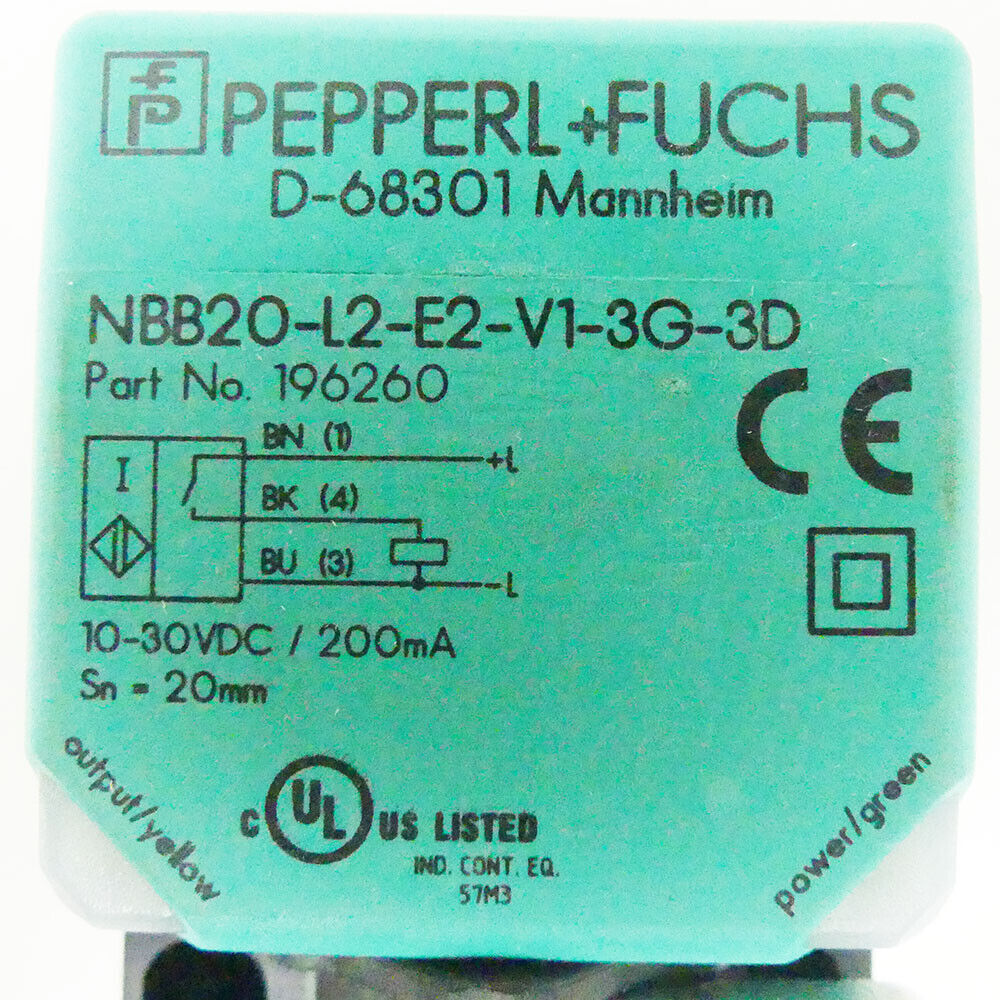 PEPPERL+FUCHS
D-68301 Mannheim
NBB20-L2-E2-V1-3G-3D
Part No. 196260
BN (1)
+L
I
BK (4)
BU (3)
-L
CE
10-30VDC / 200mA
Sn = 20mm
output/yellow
power/green
C UL US LISTED
IND. CONT. EQ.
57M3